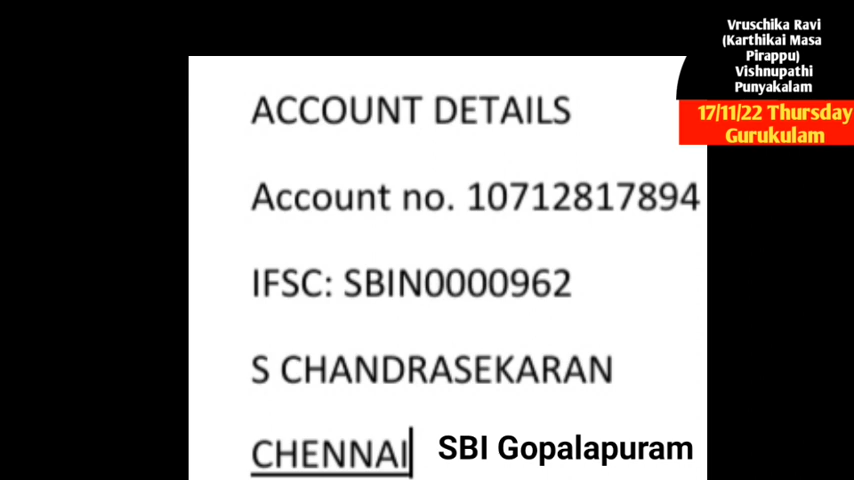 Vruschika Ravi
(Karthikai Masa
Pirappu)
Vishnupathi
Punyakalam
17/11/22 Thursday
Gurukulam
ACCOUNT DETAILS
Account no. 10712817894
IFSC: SBIN0000962
S CHANDRASEKARAN
CHENNAI SBI Gopalapuram